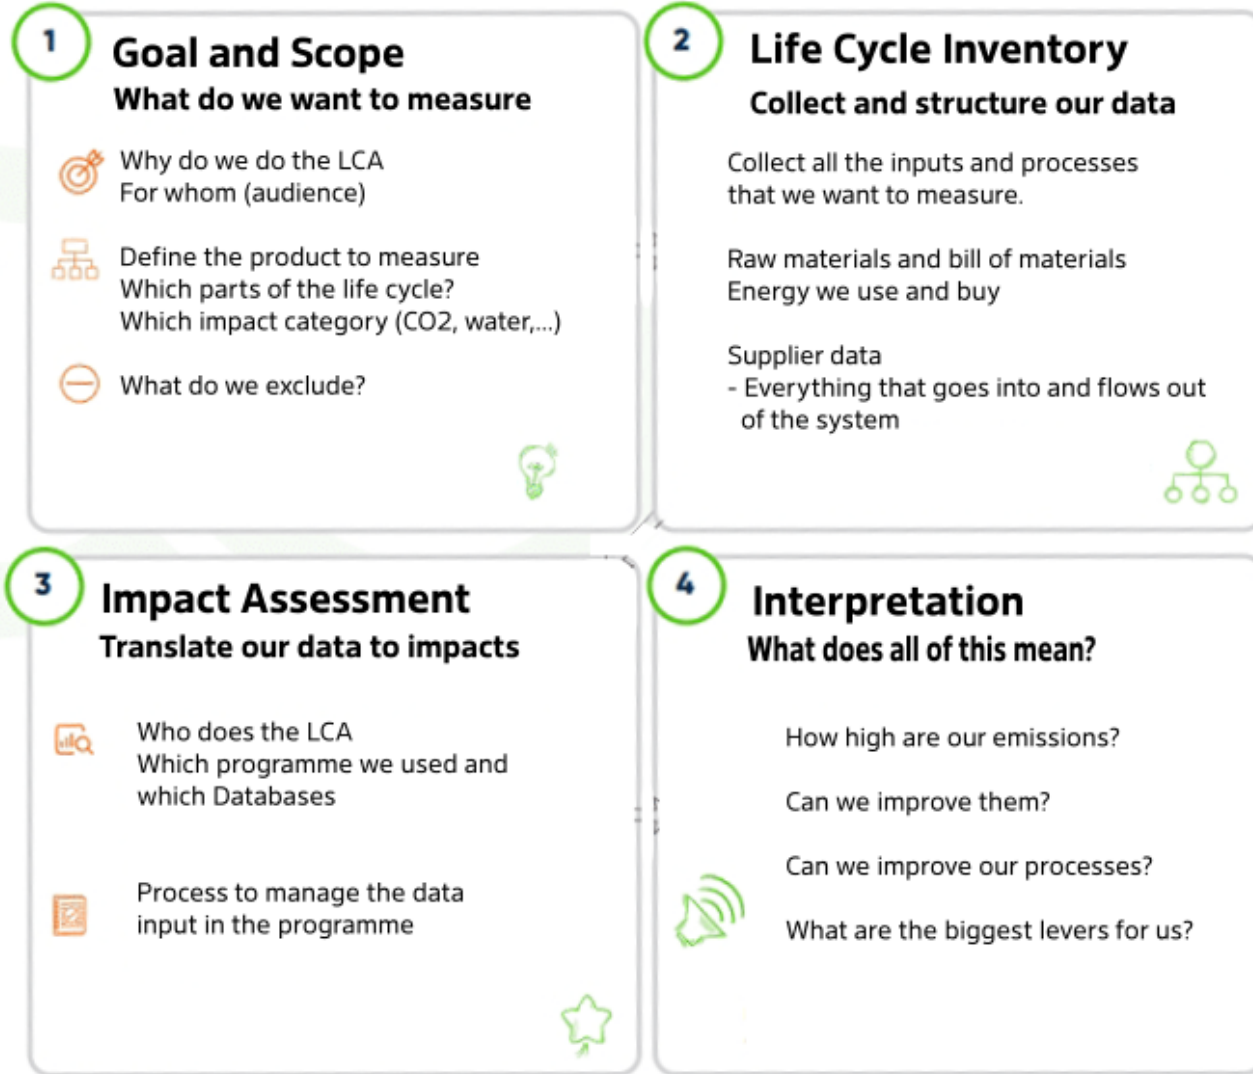 1
Goal and Scope
What do we want to measure
Why do we do the LCA
For whom (audience)
Define the product to measure
Which parts of the life cycle?
Which impact category (CO2, water,...)
What do we exclude?
2
Life Cycle Inventory
Collect and structure our data
Collect all the inputs and processes
that we want to measure.
Raw materials and bill of materials
Energy we use and buy
Supplier data
- Everything that goes into and flows out
of the system
3
Impact Assessment
Translate our data to impacts
Who does the LCA
Which programme we used and
which Databases
Process to manage the data
input in the programme
4
Interpretation
What does all of this mean?
How high are our emissions?
Can we improve them?
Can we improve our processes?
What are the biggest levers for us?